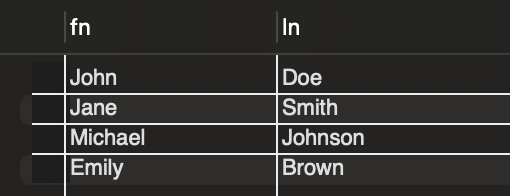 fn ln
John Doe
Jane Smith
Michael Johnson
Emily Brown